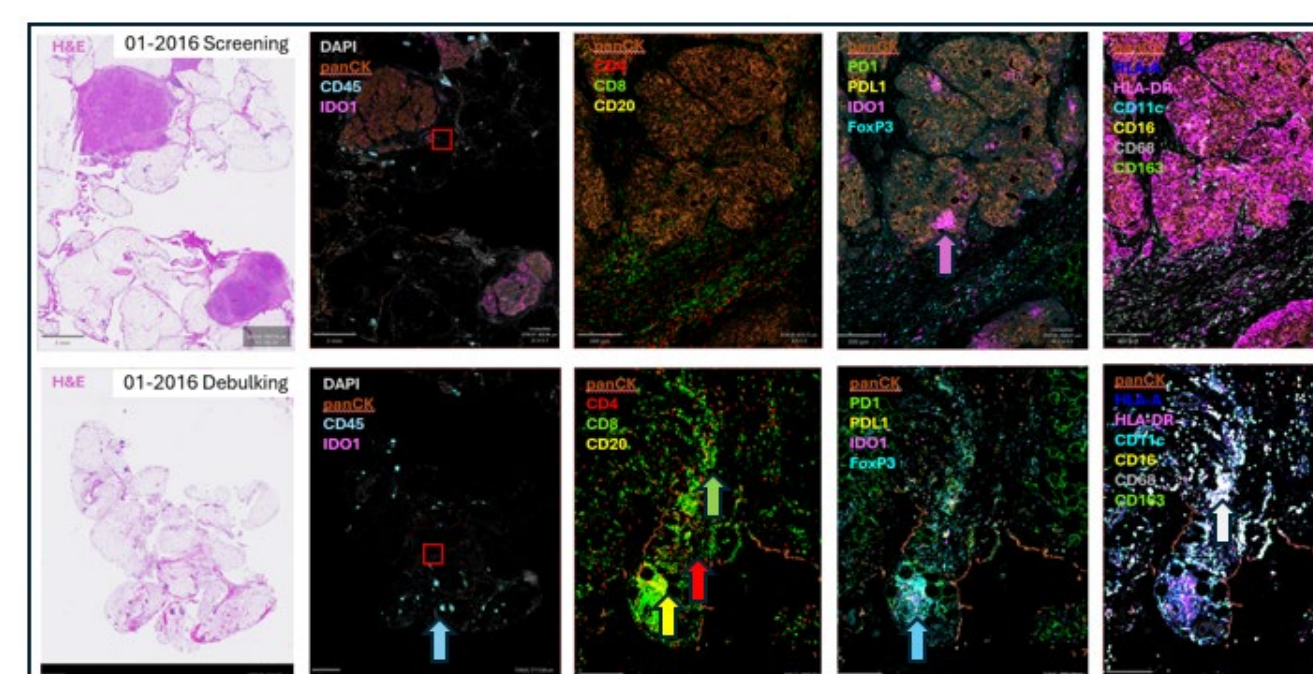 H&E
01-2016 Screening
DAPI
panCK
CD45
IDO1
panCK
CD4
CD8
CD20
panCK
PD1
PDL1
IDO1
FoxP3
panCK
HLA-A
HLA-DR
CD11c
CD16
CD68
CD163
H&E
01-2016 Debulking
DAPI
panCK
CD45
IDO1
panCK
CD4
CD8
CD20
panCK
PD1
PDL1
IDO1
FoxP3
panCK
HLA-A
HLA-DR
CD11c
CD16
CD68
CD163